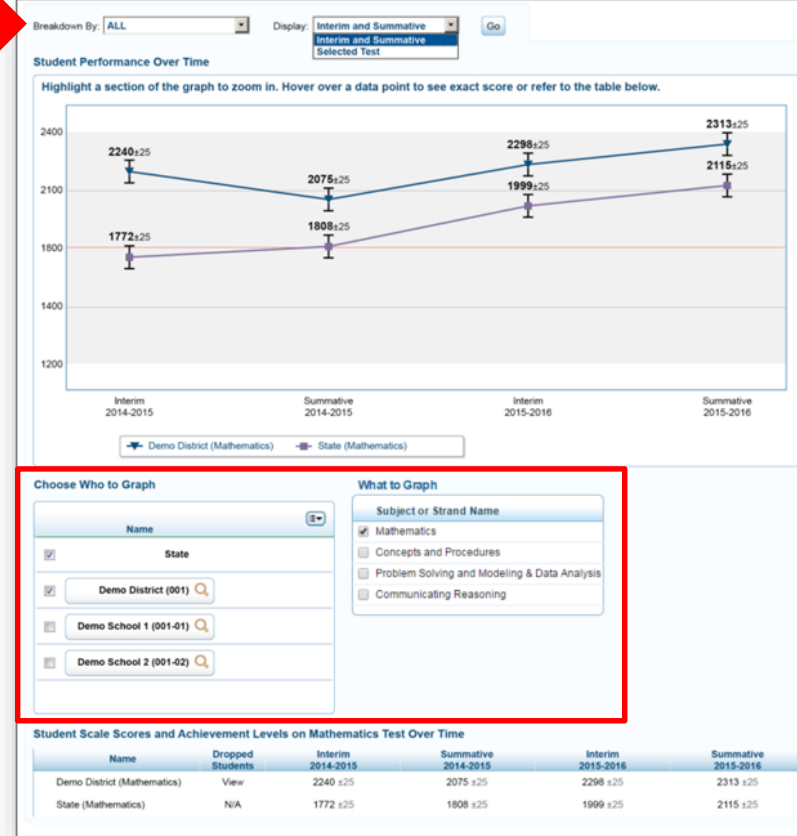 Breakdown By: ALL Display: Interim and Summative Go
Interim and Summative
Selected Test
Student Performance Over Time
Highlight a section of the graph to zoom in. Hover over a data point to see exact score or refer to the table below.
2400
2100
1800
1400
1200
2240±25
2075±25
2298±25
2313±25
1772±25
1808±25
1999±25
2115±25
Interim Summative Interim Summative
2014-2015 2014-2015 2015-2016 2015-2016
Demo District (Mathematics) State (Mathematics)
Choose Who to Graph
Name
State
Demo District (001)
Demo School 1 (001-01)
Demo School 2 (001-02)
What to Graph
Subject or Strand Name
Mathematics
Concepts and Procedures
Problem Solving and Modeling & Data Analysis
Communicating Reasoning
Student Scale Scores and Achievement Levels on Mathematics Test Over Time
Name Dropped Students Interim 2014-2015 Summative 2014-2015 Interim 2015-2016 Summative 2015-2016
Demo District (Mathematics) View 2240 ±25 2075 ±25 2298 ±25 2313 ±25
State (Mathematics) N/A 1772 ±25 1808 ±25 1999 ±25 2115 ±25